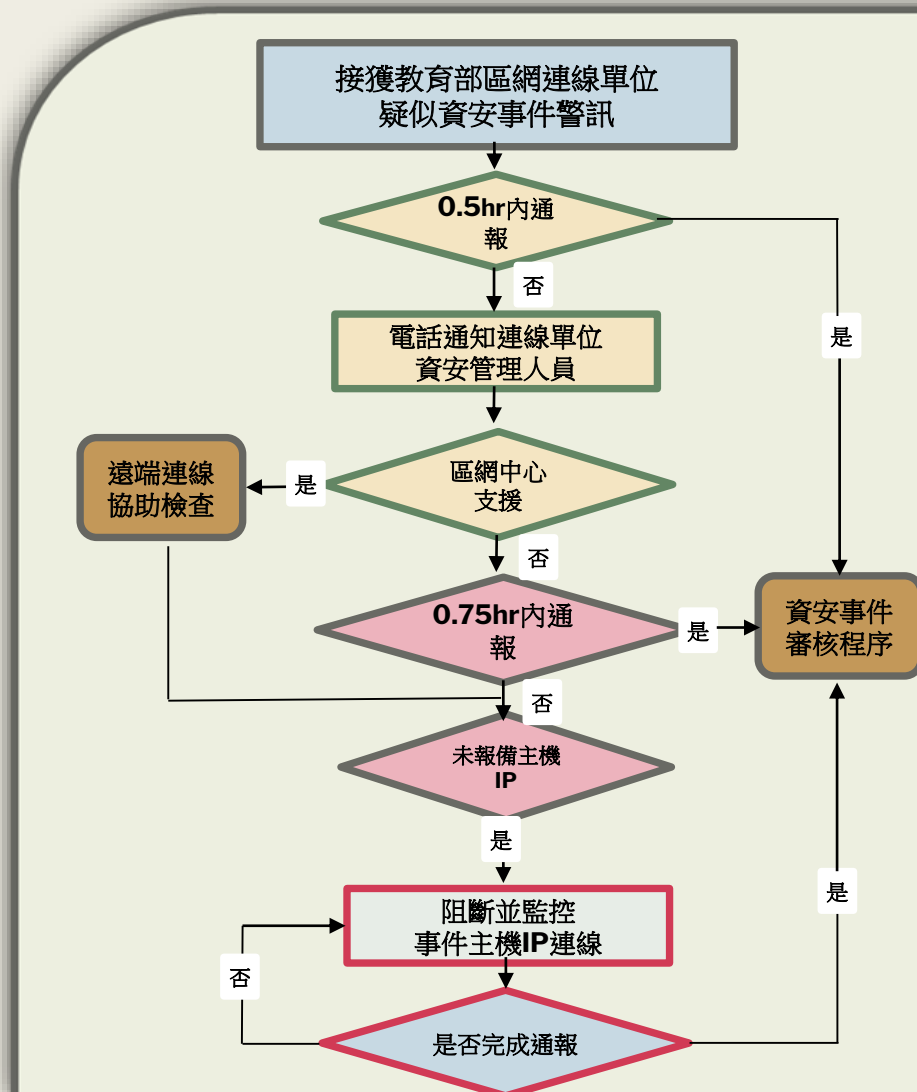 接獲教育部區網連線單位
疑似資安事件警訊
0.5hr內通
報
否
是
電話通知連線單位
資安管理人員
區網中心
支援
是
遠端連線
協助檢查
否
0.75hr內通
報
是
資安事件
審核程序
否
未報備主機
IP
是
阻斷並監控
事件主機IP連線
是
否
是否完成通報